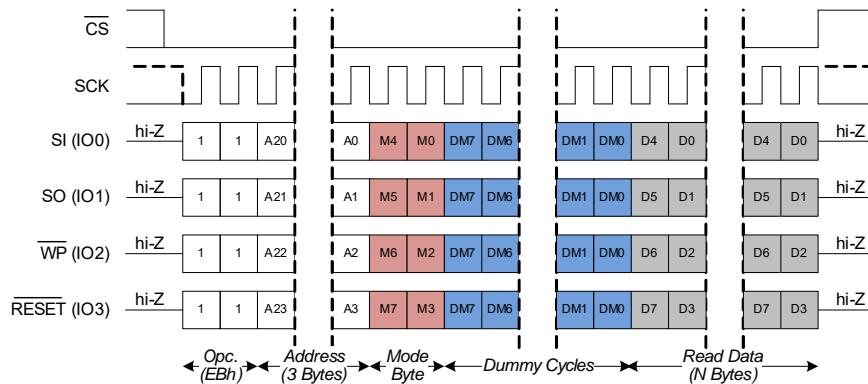 CS
SCK
SI (IO0) hi-Z 1 1 A20 A0 M4 M0 DM7 DM6 DM1 DM0 D4 D0 D4 D0 hi-Z
SO (IO1) hi-Z 1 1 A21 A1 M5 M1 DM7 DM6 DM1 DM0 D5 D1 D5 D1 hi-Z
WP (IO2) hi-Z 1 1 A22 A2 M6 M2 DM7 DM6 DM1 DM0 D6 D2 D6 D2 hi-Z
RESET (IO3) hi-Z 1 1 A23 A3 M7 M3 DM7 DM6 DM1 DM0 D7 D3 D7 D3 hi-Z
Opc. Address Mode Dummy Cycles Read Data
(EBh) (3 Bytes) Byte (N Bytes)